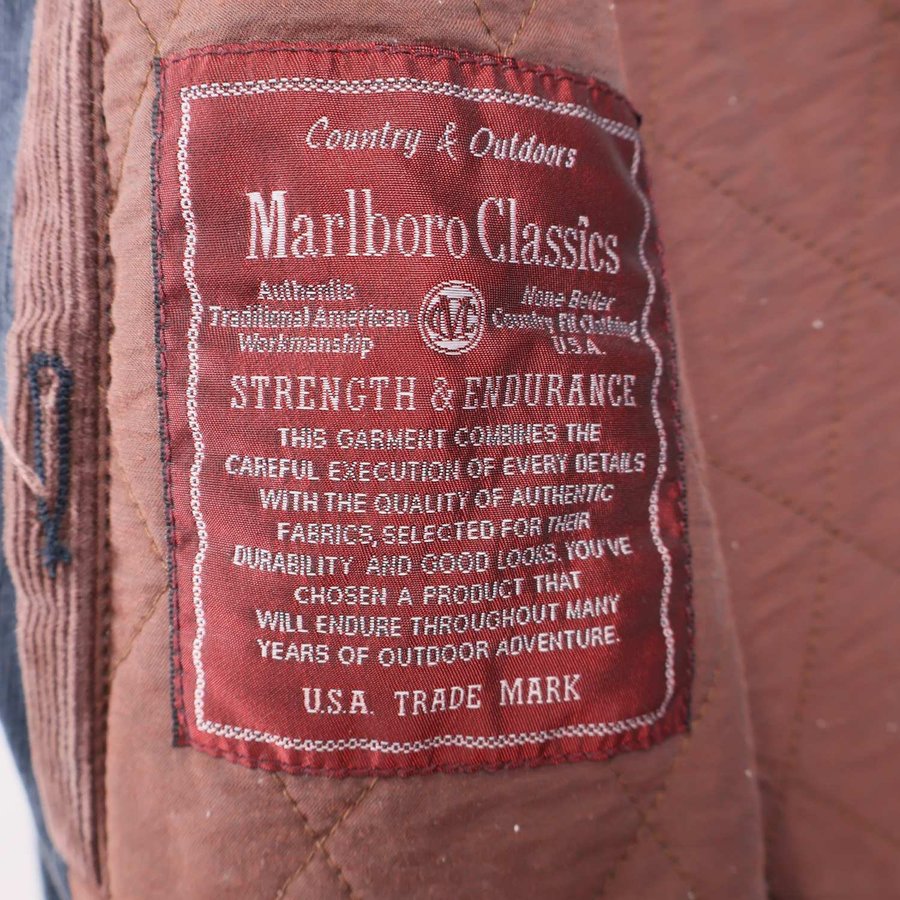 Country & Outdoors
Marlboro Classics
Authentic
Traditional American
Workmanship
MC
None Better
Country Fit Clothing
U.S.A.
STRENGTH & ENDURANCE
THIS GARMENT COMBINES THE
CAREFUL EXECUTION OF EVERY DETAILS
WITH THE QUALITY OF AUTHENTIC
FABRICS, SELECTED FOR THEIR
DURABILITY AND GOOD LOOKS. YOU'VE
CHOSEN A PRODUCT THAT
WILL ENDURE THROUGHOUT MANY
YEARS OF OUTDOOR ADVENTURE.
U.S.A. TRADE MARK